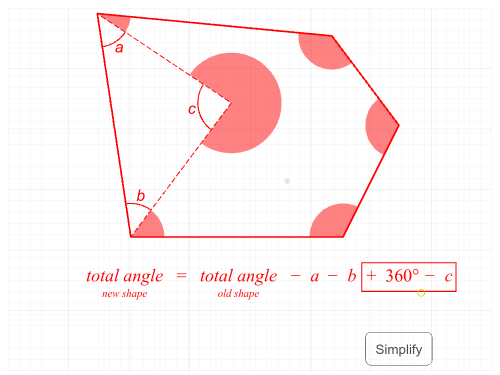 a
c
b
total angle = total angle − a − b + 360° − c
new shape old shape
Simplify